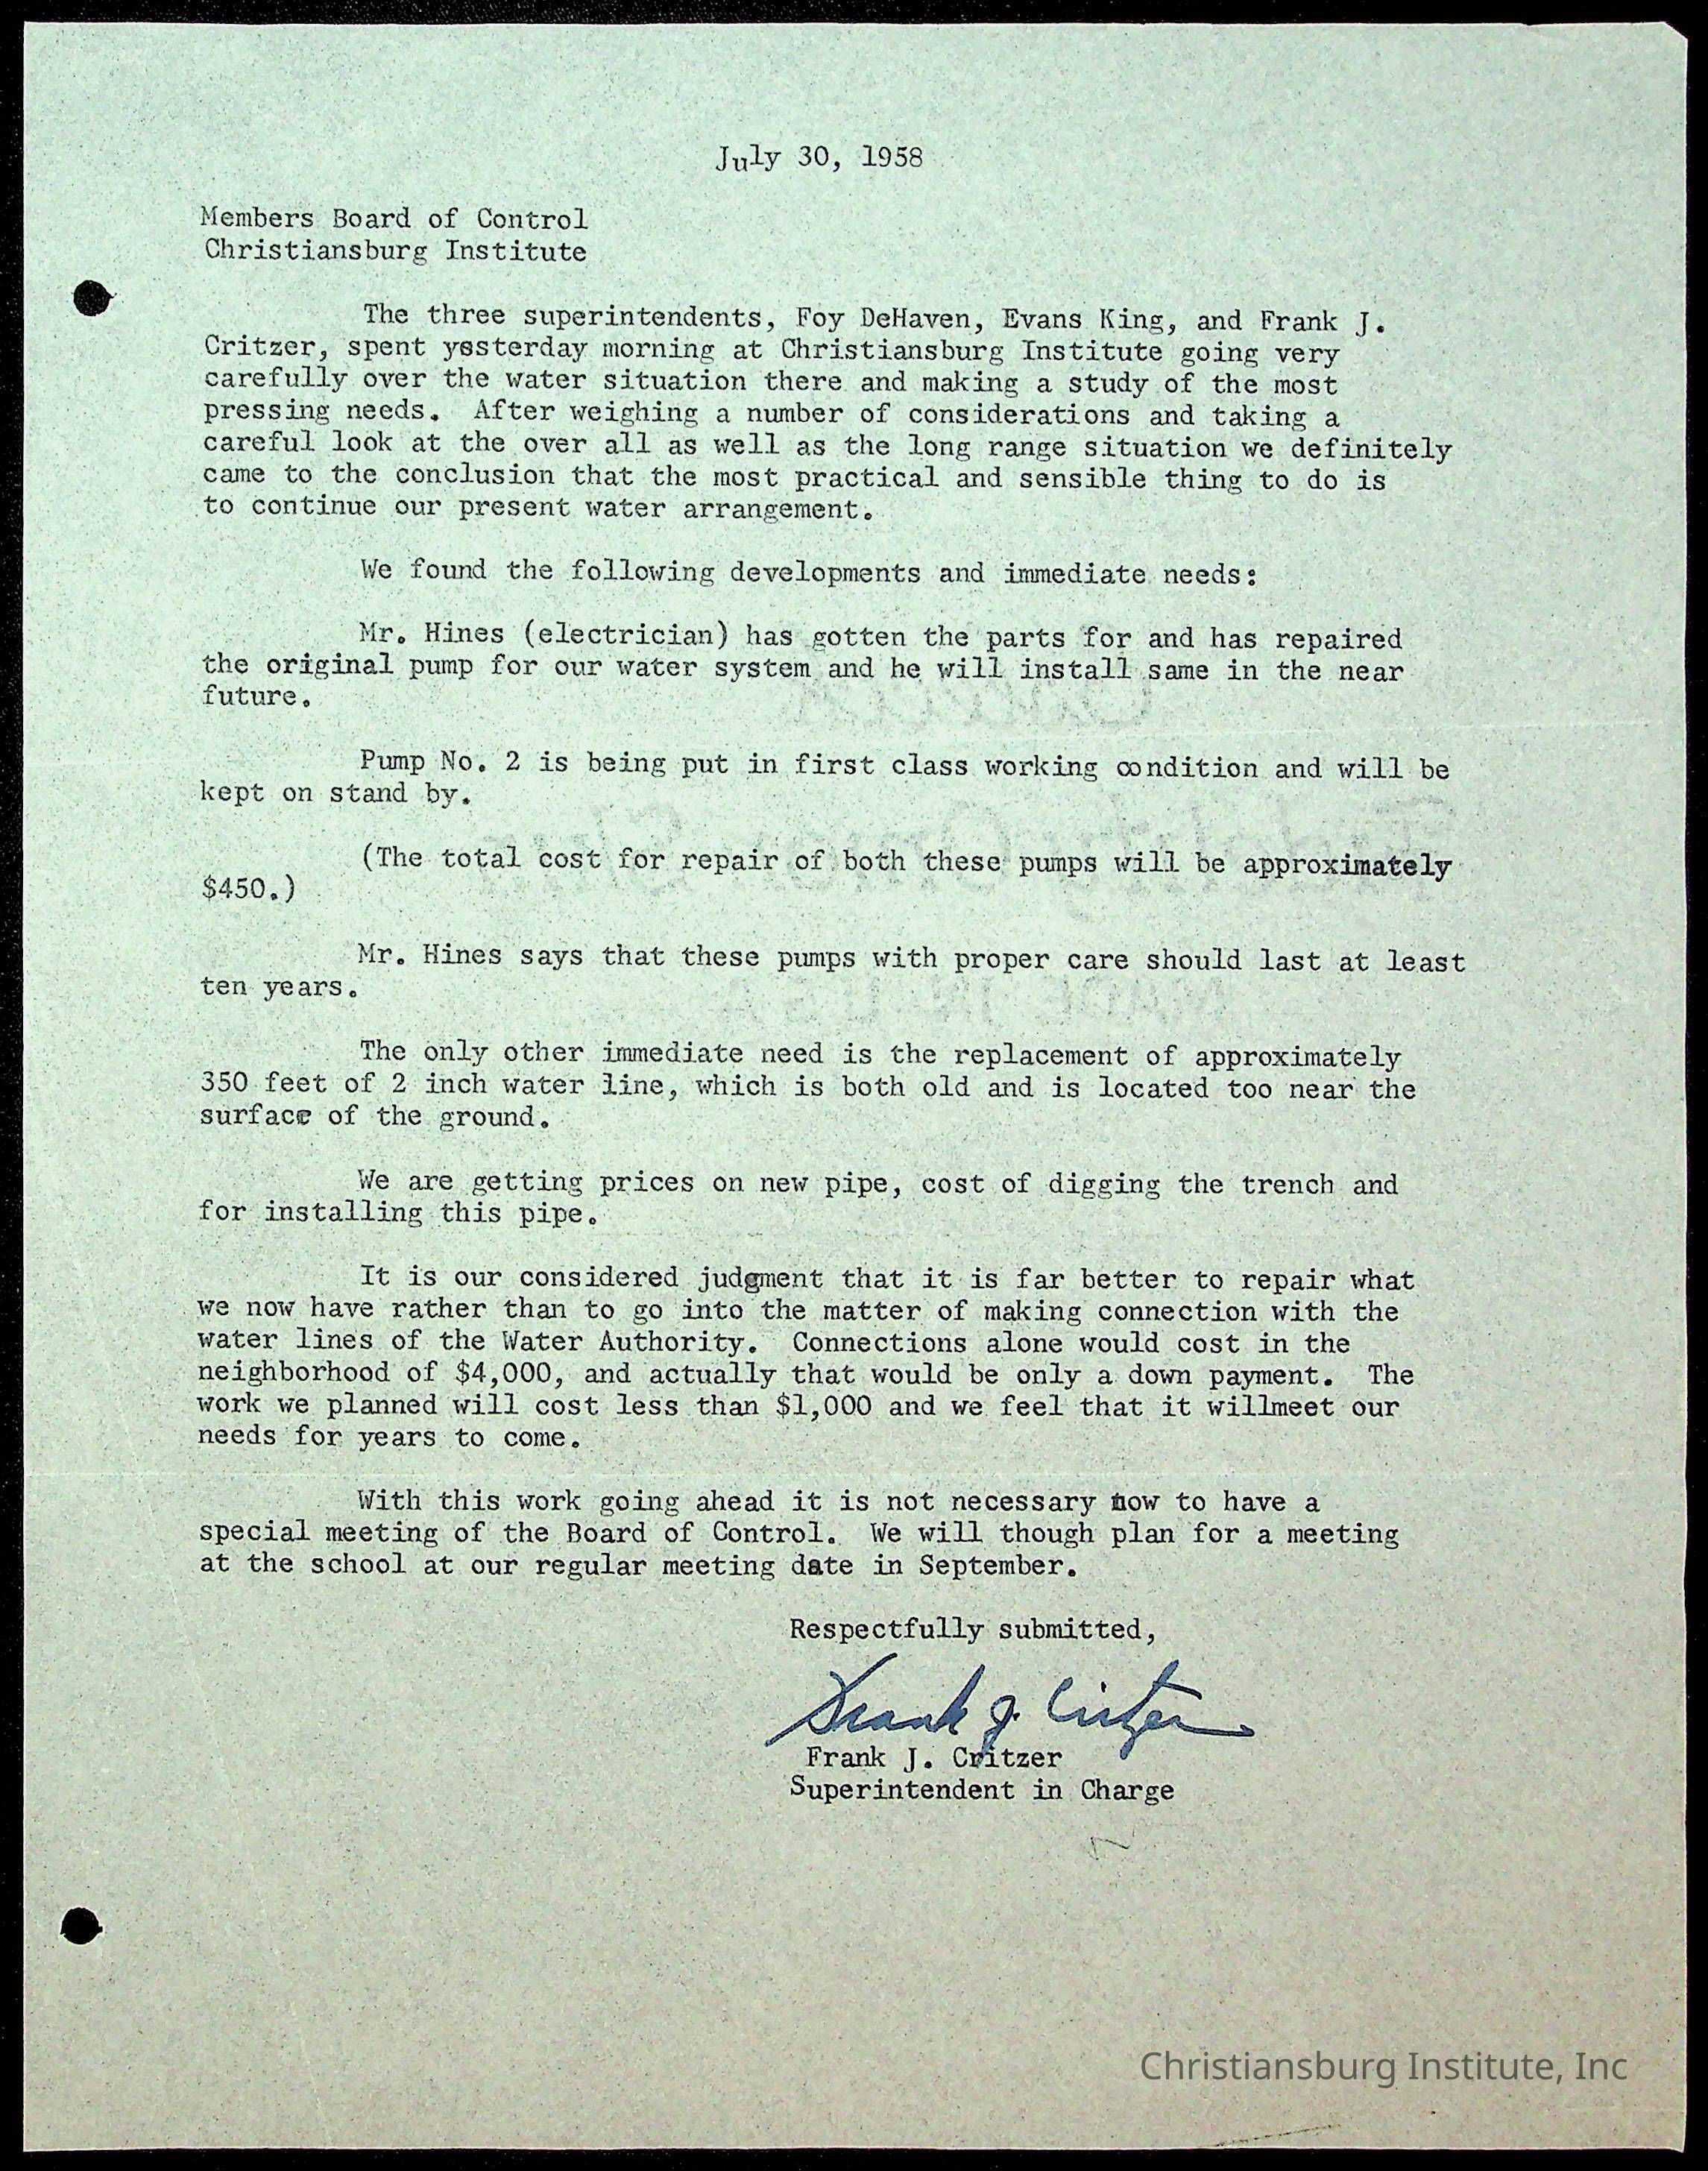 July 30, 1958
Members Board of Control
Christiansburg Institute
The three superintendents, Foy DeHaven, Evans King, and Frank J.
Critzer, spent yesterday morning at Christiansburg Institute going very
carefully over the water situation there and making a study of the most
pressing needs. After weighing a number of considerations and taking a
careful look at the over all as well as the long range situation we definitely
came to the conclusion that the most practical and sensible thing to do is
to continue our present water arrangement.
We found the following developments and immediate needs:
Mr. Hines (electrician) has gotten the parts for and has repaired
the original pump for our water system and he will install same in the near
future.
Pump No. 2 is being put in first class working condition and will be
kept on stand by.
(The total cost for repair of both these pumps will be approximately
$450.)
Mr. Hines says that these pumps with proper care should last at least
ten years.
The only other immediate need is the replacement of approximately
350 feet of 2 inch water line, which is both old and is located too near the
surface of the ground.
We are getting prices on new pipe, cost of digging the trench and
for installing this pipe.
It is our considered judgment that it is far better to repair what
we now have rather than to go into the matter of making connection with the
water lines of the Water Authority. Connections alone would cost in the
neighborhood of $4,000, and actually that would be only a down payment. The
work we planned will cost less than $1,000 and we feel that it willmeet our
needs for years to come.
With this work going ahead it is not necessary now to have a
special meeting of the Board of Control. We will though plan for a meeting
at the school at our regular meeting date in September.
Respectfully submitted,
Frank J. Critzer
Frank J. Critzer
Superintendent in Charge
Christiansburg Institute, Inc